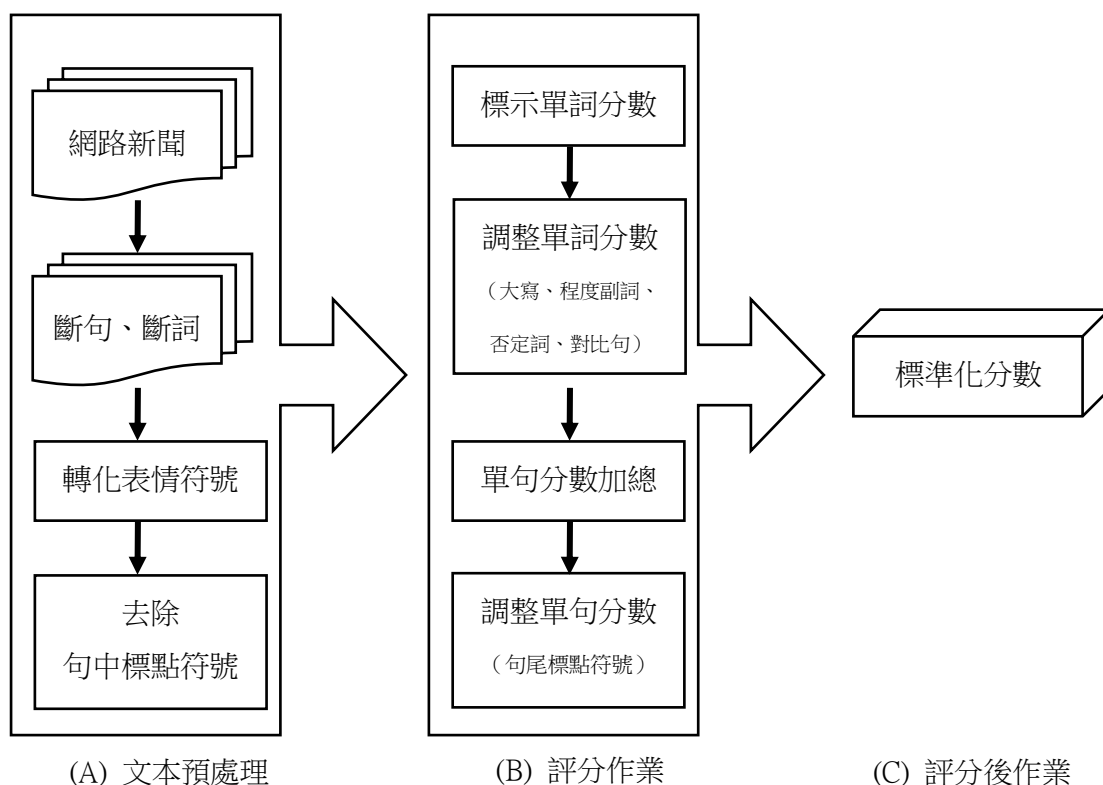 網路新聞
斷句、斷詞
轉化表情符號
去除
句中標點符號
(A) 文本預處理
標示單詞分數
調整單詞分數
（大寫、程度副詞、
否定詞、對比句）
單句分數加總
調整單句分數
（句尾標點符號）
(B) 評分作業
標準化分數
(C) 評分後作業